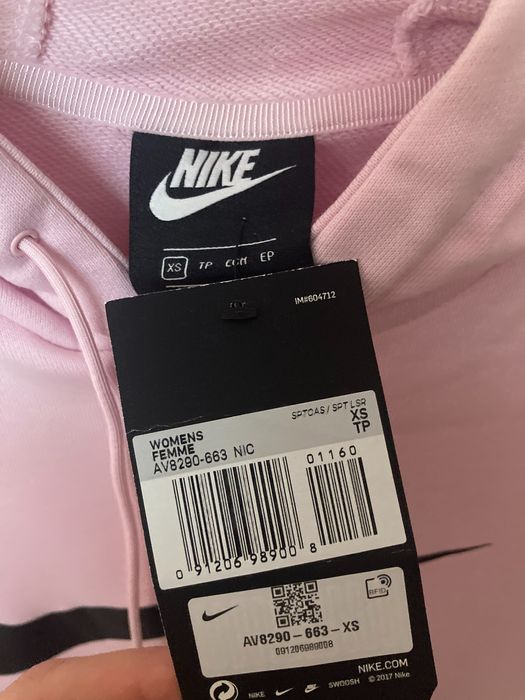 NIKE
XS TP CCH EP
IM#604712
SPTCAS / SPT LSR
XS
TP
WOMENS
FEMME
AV8290-663 NIC
01160
0 91206 98900 8
RFID
AV8290-663-XS
091206989008
NIKE.COM
NIKE SWOOSH © 2017 Nike